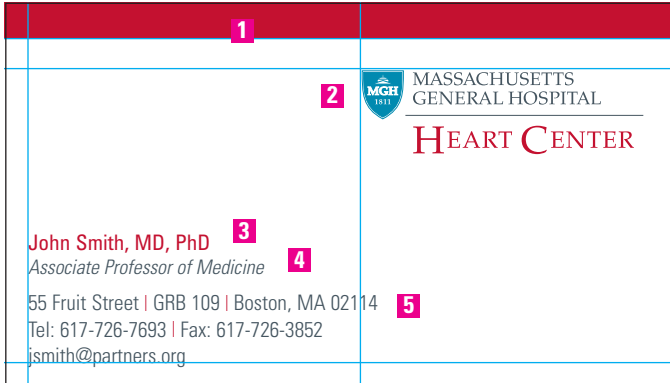 1
2
MGH
1811
MASSACHUSETTS
GENERAL HOSPITAL
HEART CENTER
John Smith, MD, PhD
3
Associate Professor of Medicine
4
55 Fruit Street | GRB 109 | Boston, MA 02114
5
Tel: 617-726-7693 | Fax: 617-726-3852
jsmith@partners.org